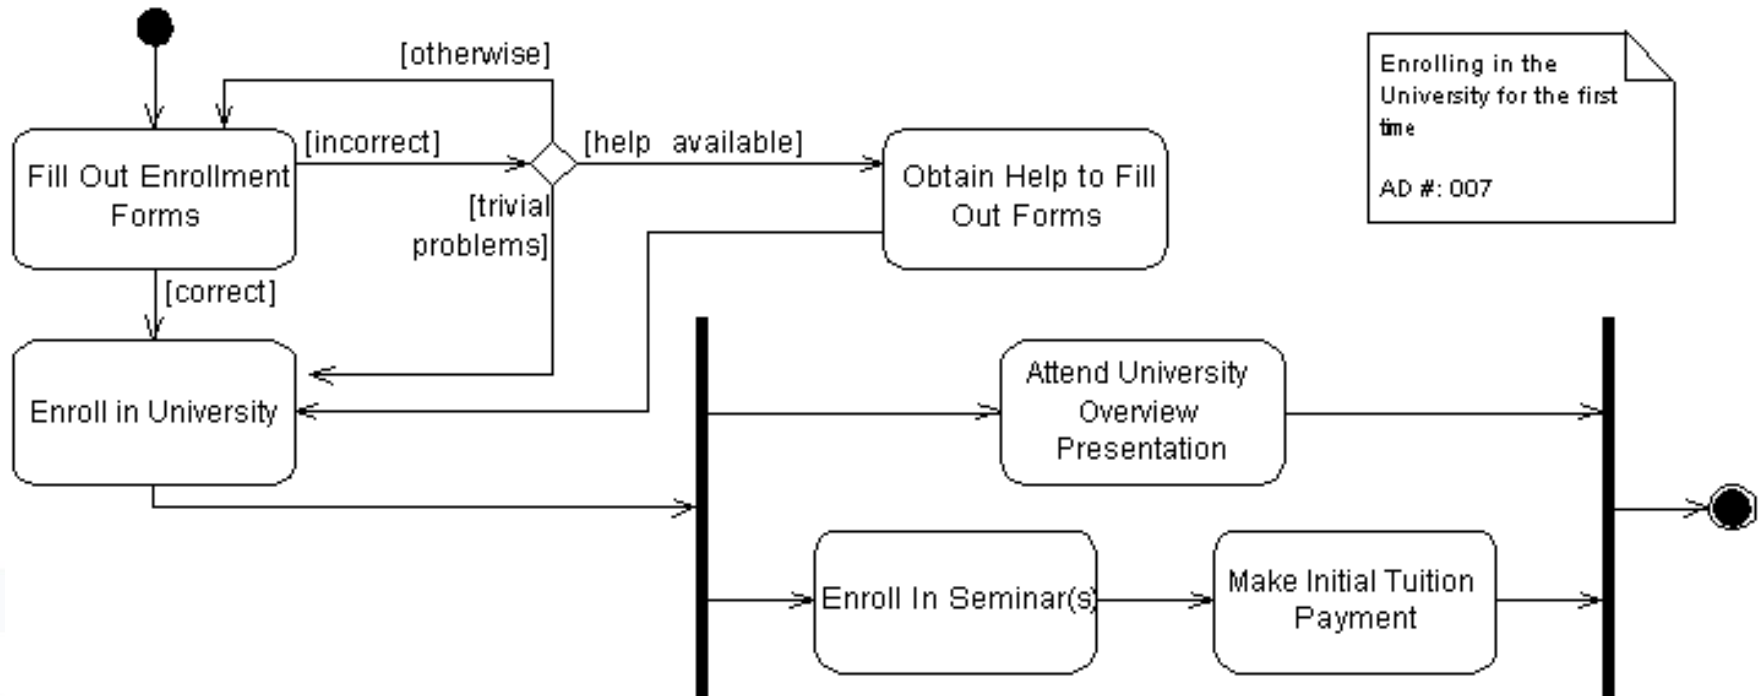 [otherwise]
Enrolling in the
University for the first
time
AD #: 007
[incorrect]
[help available]
Fill Out Enrollment
Forms
Obtain Help to Fill
Out Forms
[trivial
problems]
[correct]
Enroll in University
Attend University
Overview
Presentation
Enroll In Seminar(s)
Make Initial Tuition
Payment